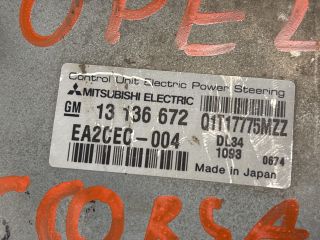 OPEL
Control Unit Electric Power Steering
MITSUBISHI ELECTRIC
GM 13 136 672 01T17775MZZ
EA2CEC-004 DL34
1093 0674
Made in Japan
CORSA